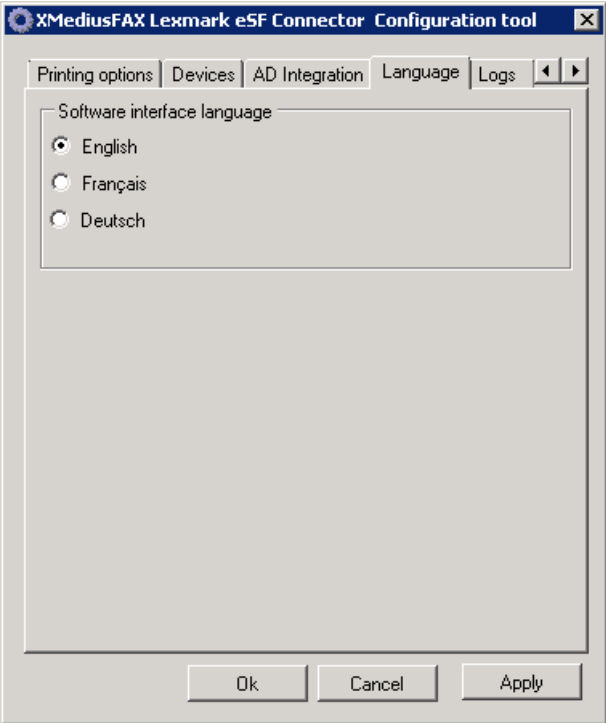 XMediusFAX Lexmark eSF Connector Configuration tool
Printing options Devices AD Integration Language Logs
Software interface language
English
Français
Deutsch
Ok Cancel Apply